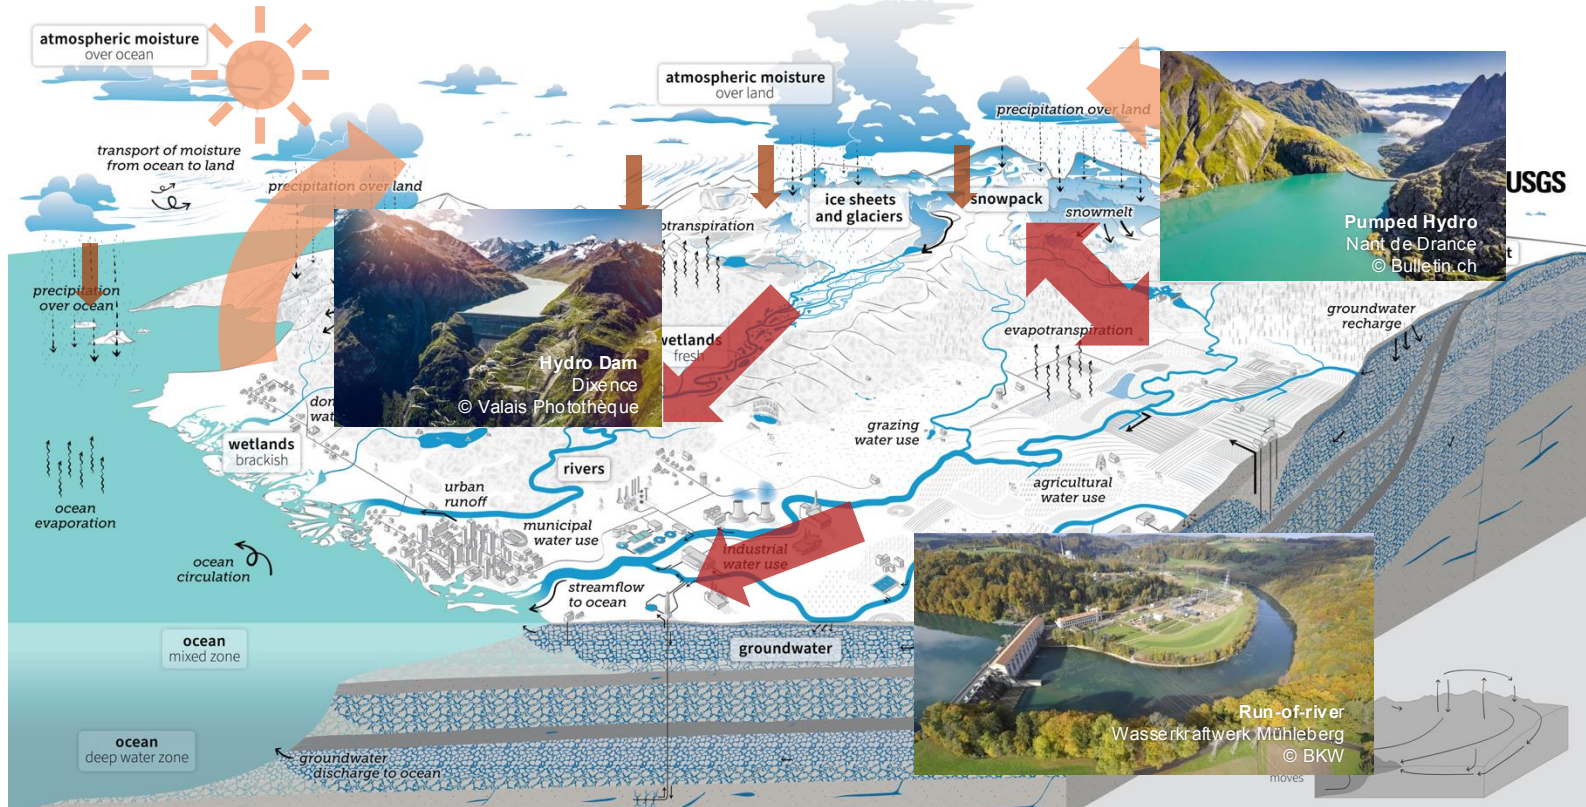 atmospheric moisture
over ocean
atmospheric moisture
over land
precipitation over land
transport of moisture
from ocean to land
precipitation over land
USGS
ice sheets
and glaciers
snowpack
snowmelt
Pumped Hydro
Nant de Drance
© Bulletin.ch
precipitation
over ocean
groundwater
recharge
evapotranspiration
wetlands
fresh
Hydro Dam
Dixence
© Valais Photothèque
grazing
water use
wetlands
brackish
rivers
urban
runoff
agricultural
water use
ocean
evaporation
municipal
water use
industrial
water use
ocean
circulation
streamflow
to ocean
ocean
mixed zone
groundwater
Run-of-river
Wasserkraftwerk Mühleberg
© BKW
ocean
deep water zone
groundwater
discharge to ocean
moves